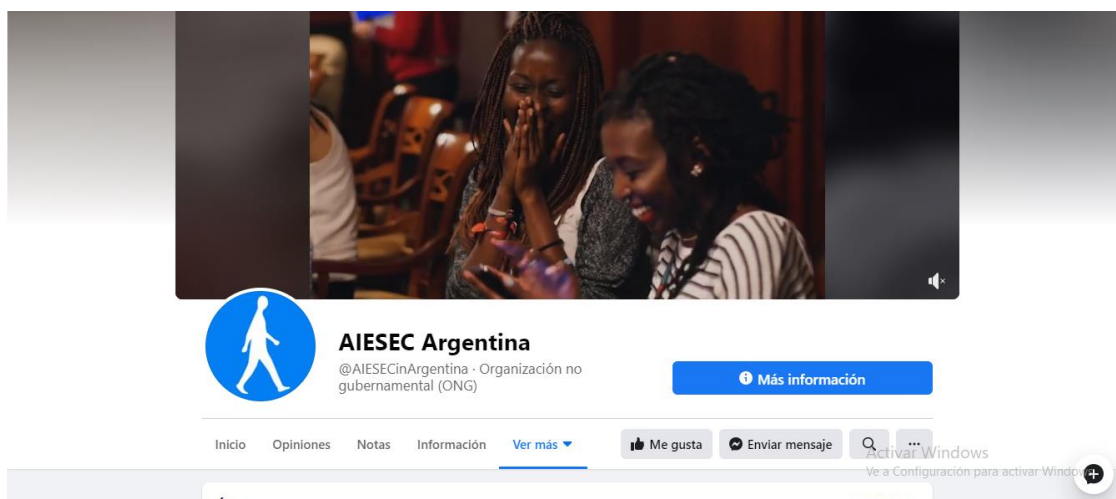 AIESEC Argentina
@AIESECinArgentina · Organización no
gubernamental (ONG)
Más información
Inicio Opiniones Notas Información Ver más Me gusta Enviar mensaje ...
Activar Windows
Ve a Configuración para activar Windows